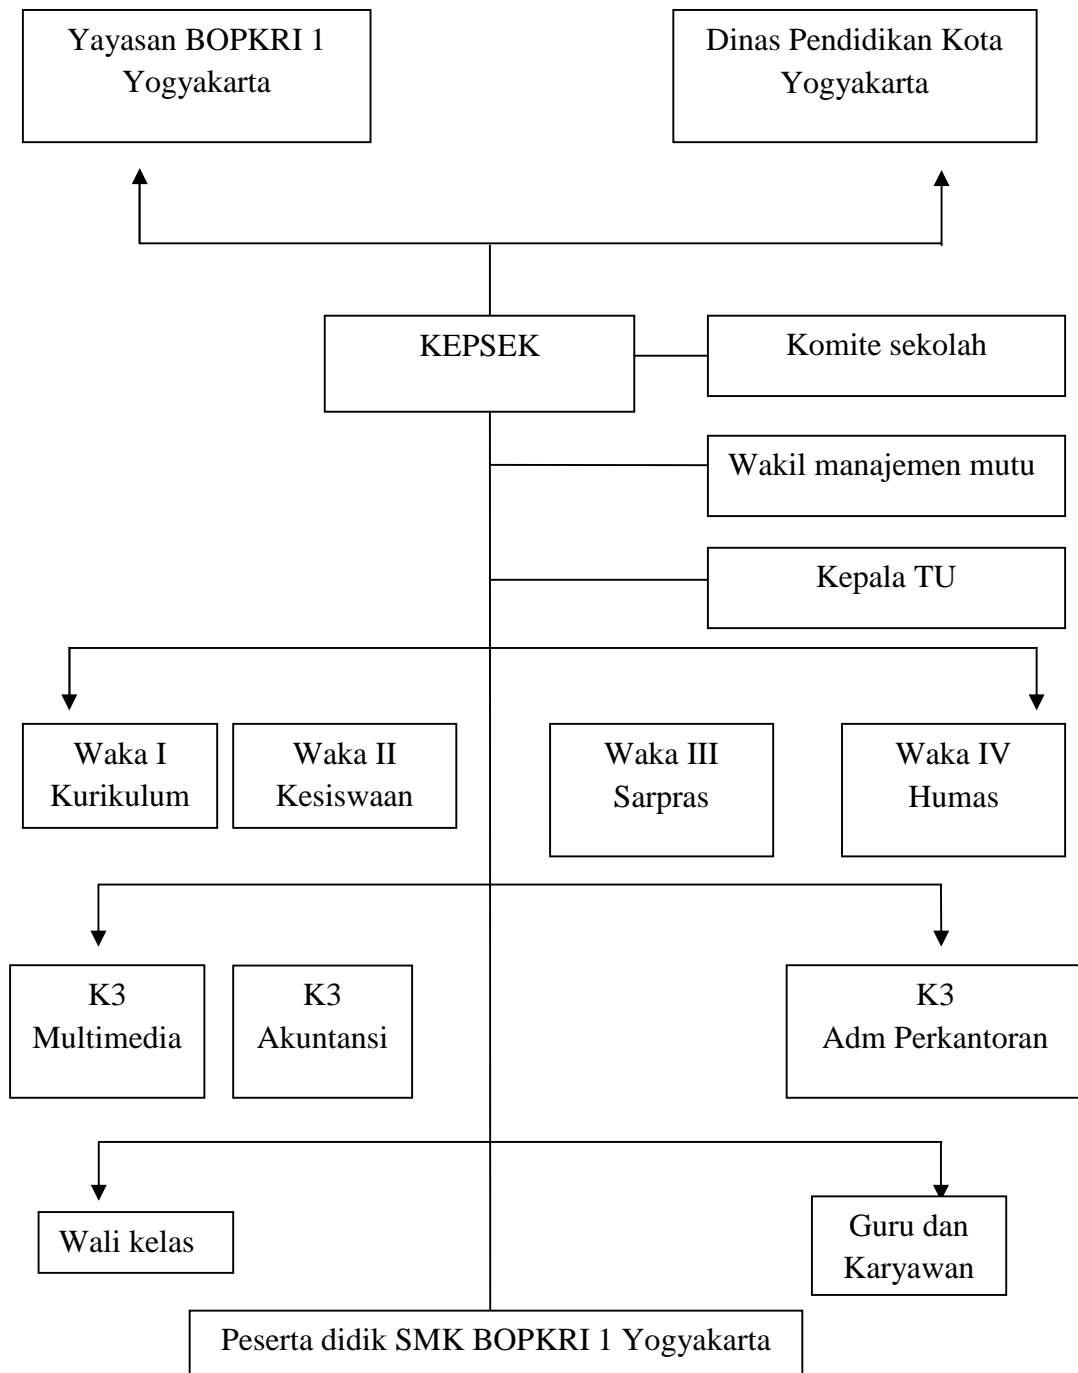 Yayasan BOPKRI 1
Yogyakarta
Dinas Pendidikan Kota
Yogyakarta
KEPSEK
Komite sekolah
Wakil manajemen mutu
Kepala TU
Waka I
Kurikulum
Waka II
Kesiswaan
Waka III
Sarpras
Waka IV
Humas
K3
Multimedia
K3
Akuntansi
K3
Adm Perkantoran
Wali kelas
Guru dan
Karyawan
Peserta didik SMK BOPKRI 1 Yogyakarta